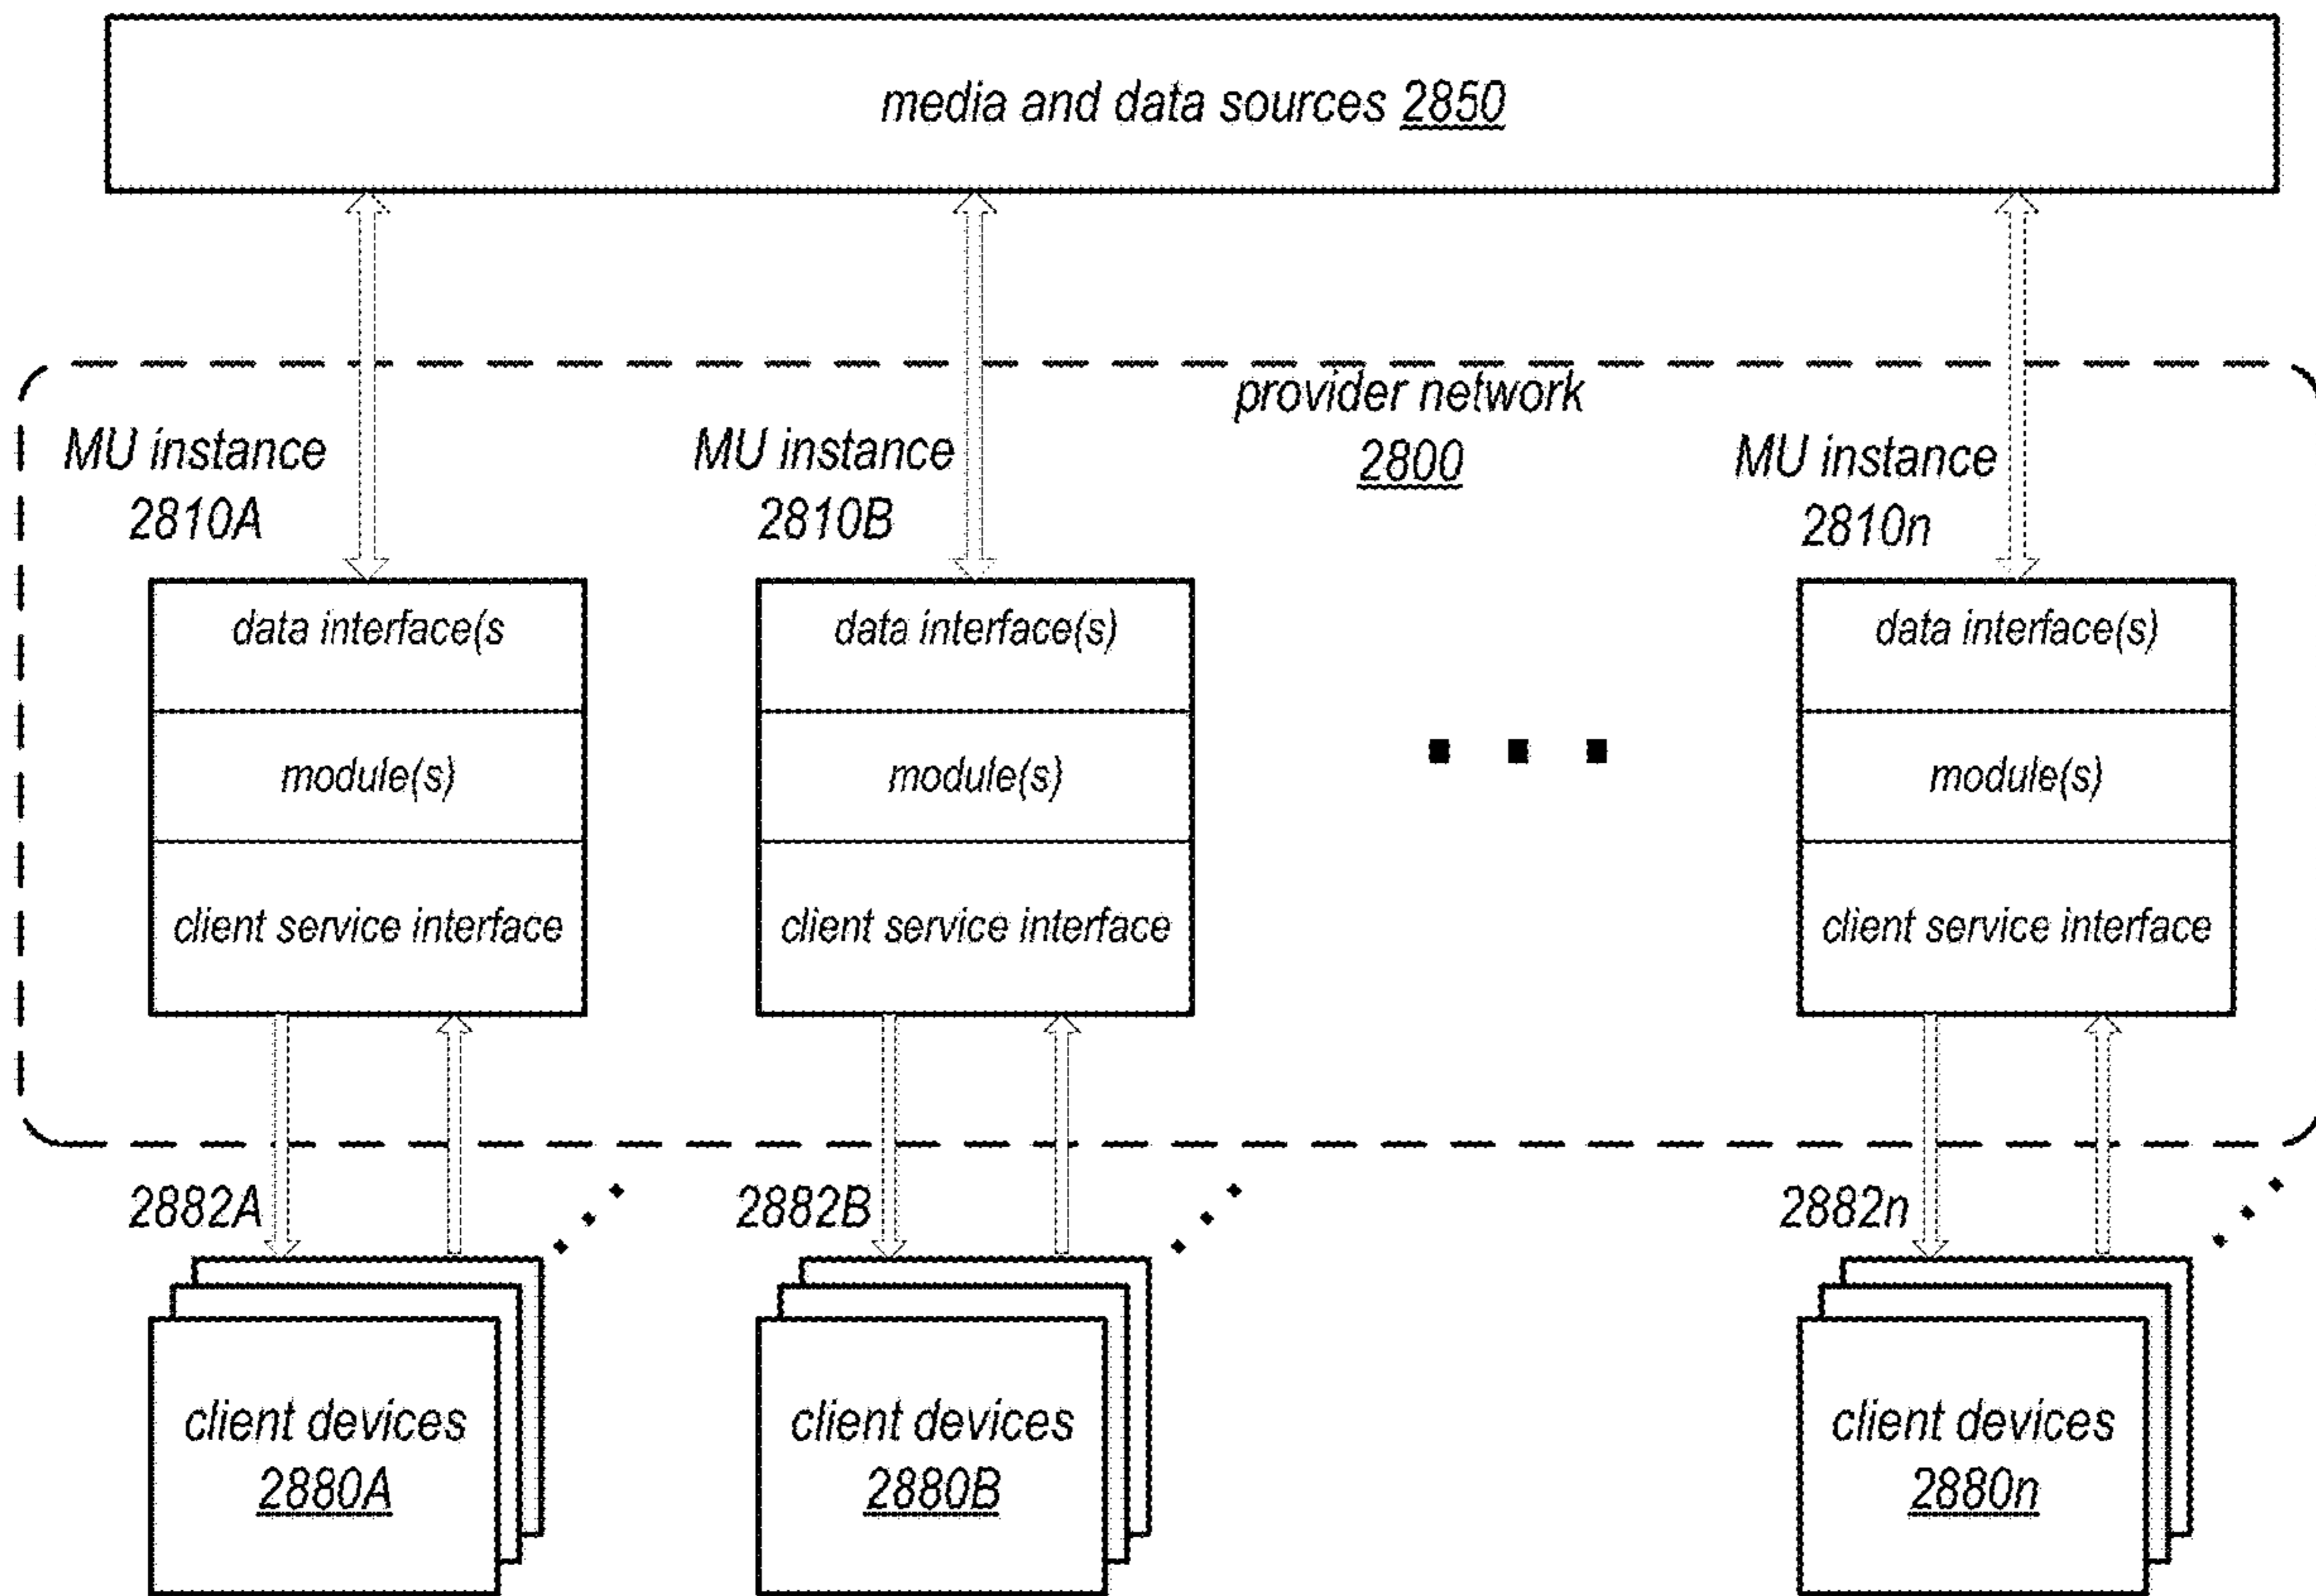 media and data sources 2850
provider network
2800
MU instance
2810A
MU instance
2810B
MU instance
2810n
data interface(s
module(s)
client service interface
data interface(s)
module(s)
client service interface
data interface(s)
module(s)
client service interface
2882A
2882B
2882n
client devices
2880A
client devices
2880B
client devices
2880n